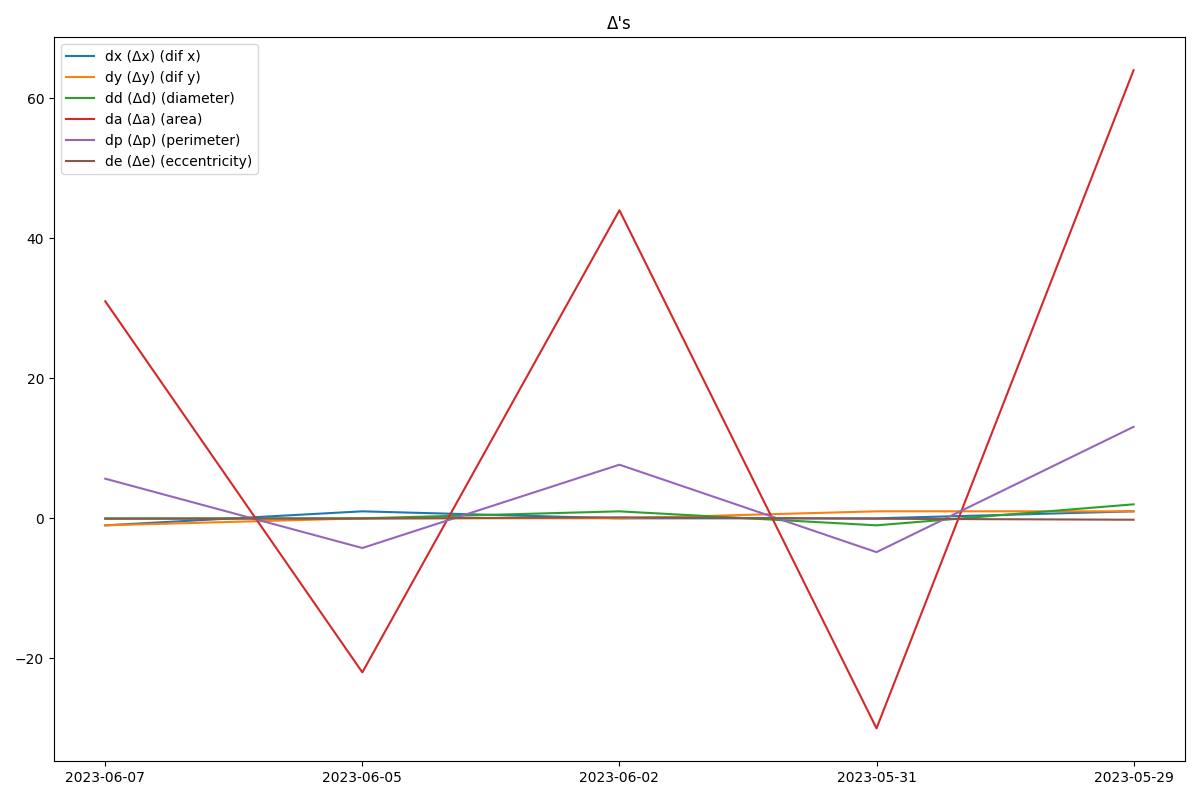 Δ's
dx (Δx) (dif x)
dy (Δy) (dif y)
dd (Δd) (diameter)
da (Δa) (area)
dp (Δp) (perimeter)
de (Δe) (eccentricity)
60
40
20
0
−20
2023-06-07 2023-06-05 2023-06-02 2023-05-31 2023-05-29